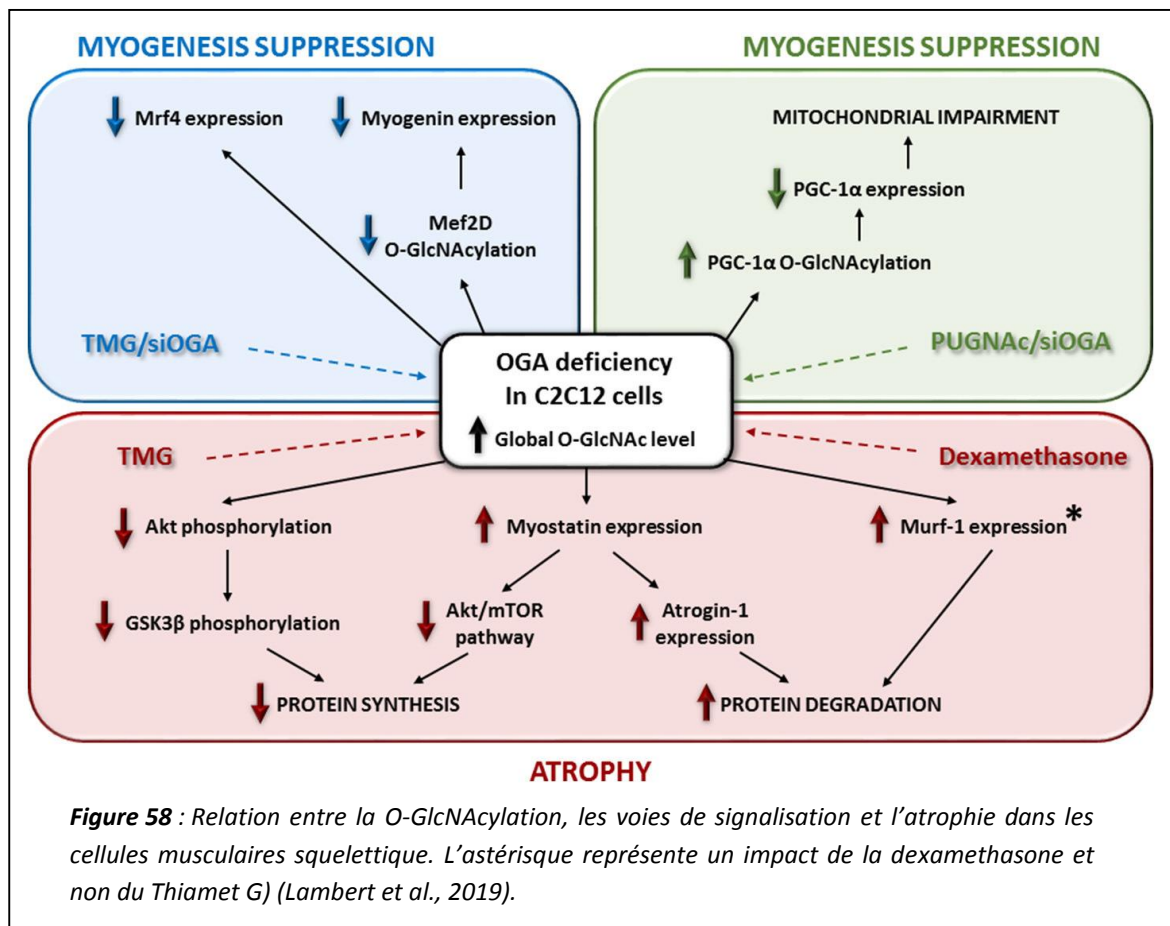 MYOGENESIS SUPPRESSION
MYOGENESIS SUPPRESSION
Mrf4 expression
Myogenin expression
Mef2D
O-GlcNAcylation
TMG/siOGA
MITOCHONDRIAL IMPAIRMENT
PGC-1α expression
PGC-1α O-GlcNAcylation
PUGNAc/siOGA
OGA deficiency
In C2C12 cells
Global O-GlcNAc level
TMG
Dexamethasone
Akt phosphorylation
Myostatin expression
Murf-1 expression*
GSK3β phosphorylation
Akt/mTOR
pathway
Atrogin-1
expression
PROTEIN SYNTHESIS
PROTEIN DEGRADATION
ATROPHY
Figure 58 : Relation entre la O-GlcNAcylation, les voies de signalisation et l’atrophie dans les
cellules musculaires squelettique. L’astérisque représente un impact de la dexamethasone et
non du Thiamet G) (Lambert et al., 2019).